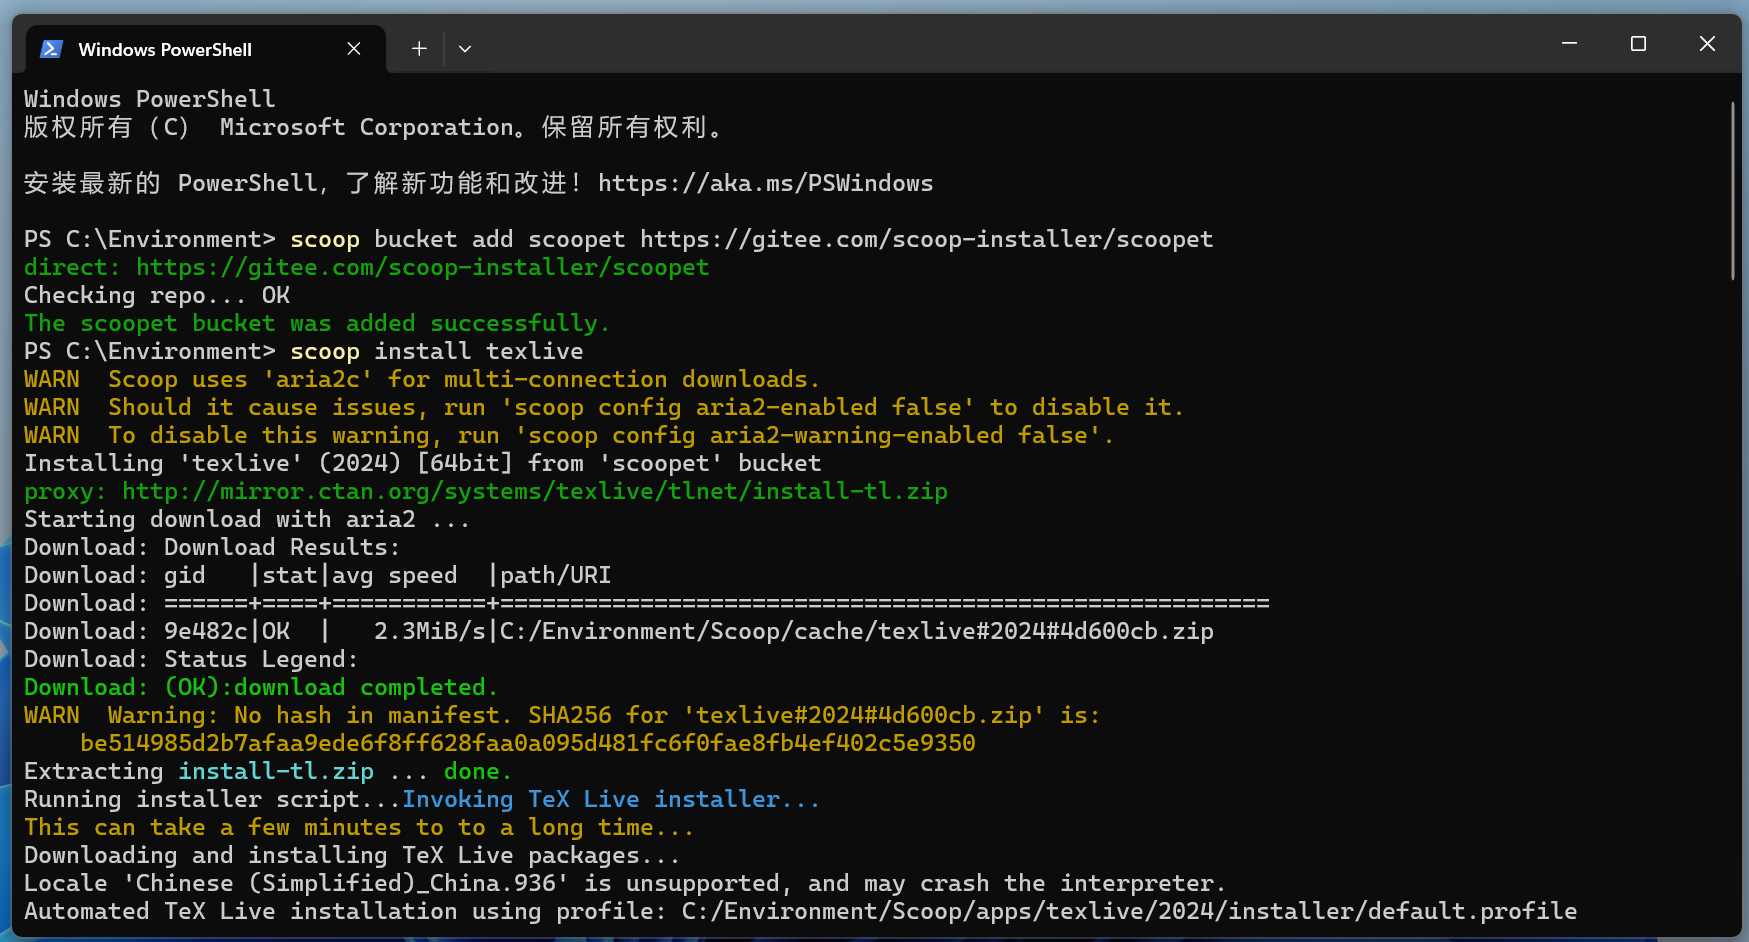 Windows PowerShell
Windows PowerShell
版权所有（C） Microsoft Corporation。保留所有权利。
安装最新的 PowerShell，了解新功能和改进！https://aka.ms/PSWindows
PS C:\Environment> scoop bucket add scoopet https://gitee.com/scoop-installer/scoopet
direct: https://gitee.com/scoop-installer/scoopet
Checking repo... OK
The scoopet bucket was added successfully.
PS C:\Environment> scoop install texlive
WARN  Scoop uses 'aria2c' for multi-connection downloads.
WARN  Should it cause issues, run 'scoop config aria2-enabled false' to disable it.
WARN  To disable this warning, run 'scoop config aria2-warning-enabled false'.
Installing 'texlive' (2024) [64bit] from 'scoopet' bucket
proxy: http://mirror.ctan.org/systems/texlive/tlnet/install-tl.zip
Starting download with aria2 ...
Download: Download Results:
Download: gid   |stat|avg speed  |path/URI
Download: ======+====+===========+=======================================================
Download: 9e482c|OK  |   2.3MiB/s|C:/Environment/Scoop/cache/texlive#2024#4d600cb.zip
Download: Status Legend:
Download: (OK):download completed.
WARN  Warning: No hash in manifest. SHA256 for 'texlive#2024#4d600cb.zip' is:
    be514985d2b7afaa9ede6f8ff628faa0a095d481fc6f0fae8fb4ef402c5e9350
Extracting install-tl.zip ... done.
Running installer script...Invoking TeX Live installer...
This can take a few minutes to to a long time...
Downloading and installing TeX Live packages...
Locale 'Chinese (Simplified)_China.936' is unsupported, and may crash the interpreter.
Automated TeX Live installation using profile: C:/Environment/Scoop/apps/texlive/2024/installer/default.profile